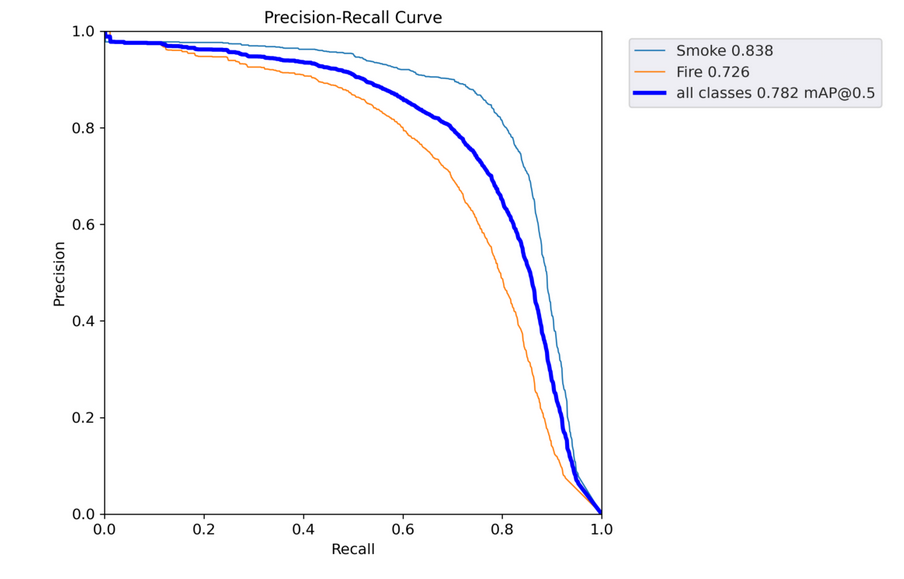 Precision-Recall Curve
1.0
0.8
0.6
0.4
0.2
0.0
Precision
0.0 0.2 0.4 0.6 0.8 1.0
Recall
Smoke 0.838
Fire 0.726
all classes 0.782 mAP@0.5